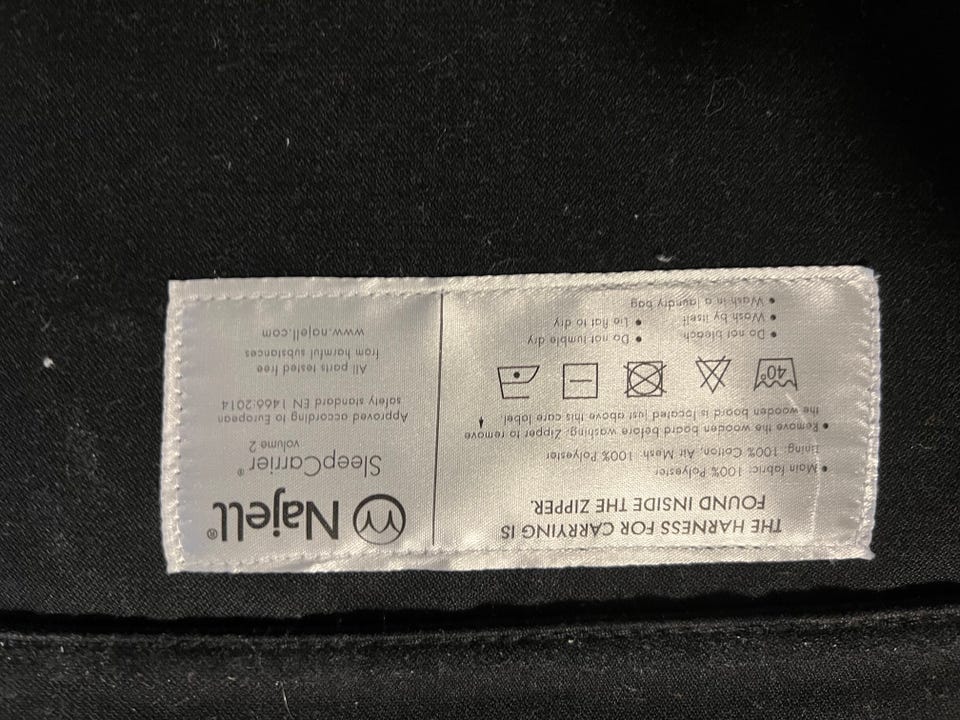 THE HARNESS FOR CARRYING IS
FOUND INSIDE THE ZIPPER.
• Main fabric: 100% Polyester
Lining: 100% Cotton, Air Mesh: 100% Polyester
• Remove the wooden board before washing. Zipper to remove
the wooden board is located just above this care label.
40°
• Do not bleach
• Wash by itself
• Wash in a laundry bag
• Do not tumble dry
• Lie flat to dry
Najell®
SleepCarrier®
volume 2
Approved according to European
safety standard EN 1466:2014
All parts tested free
from harmful substances
www.najell.com